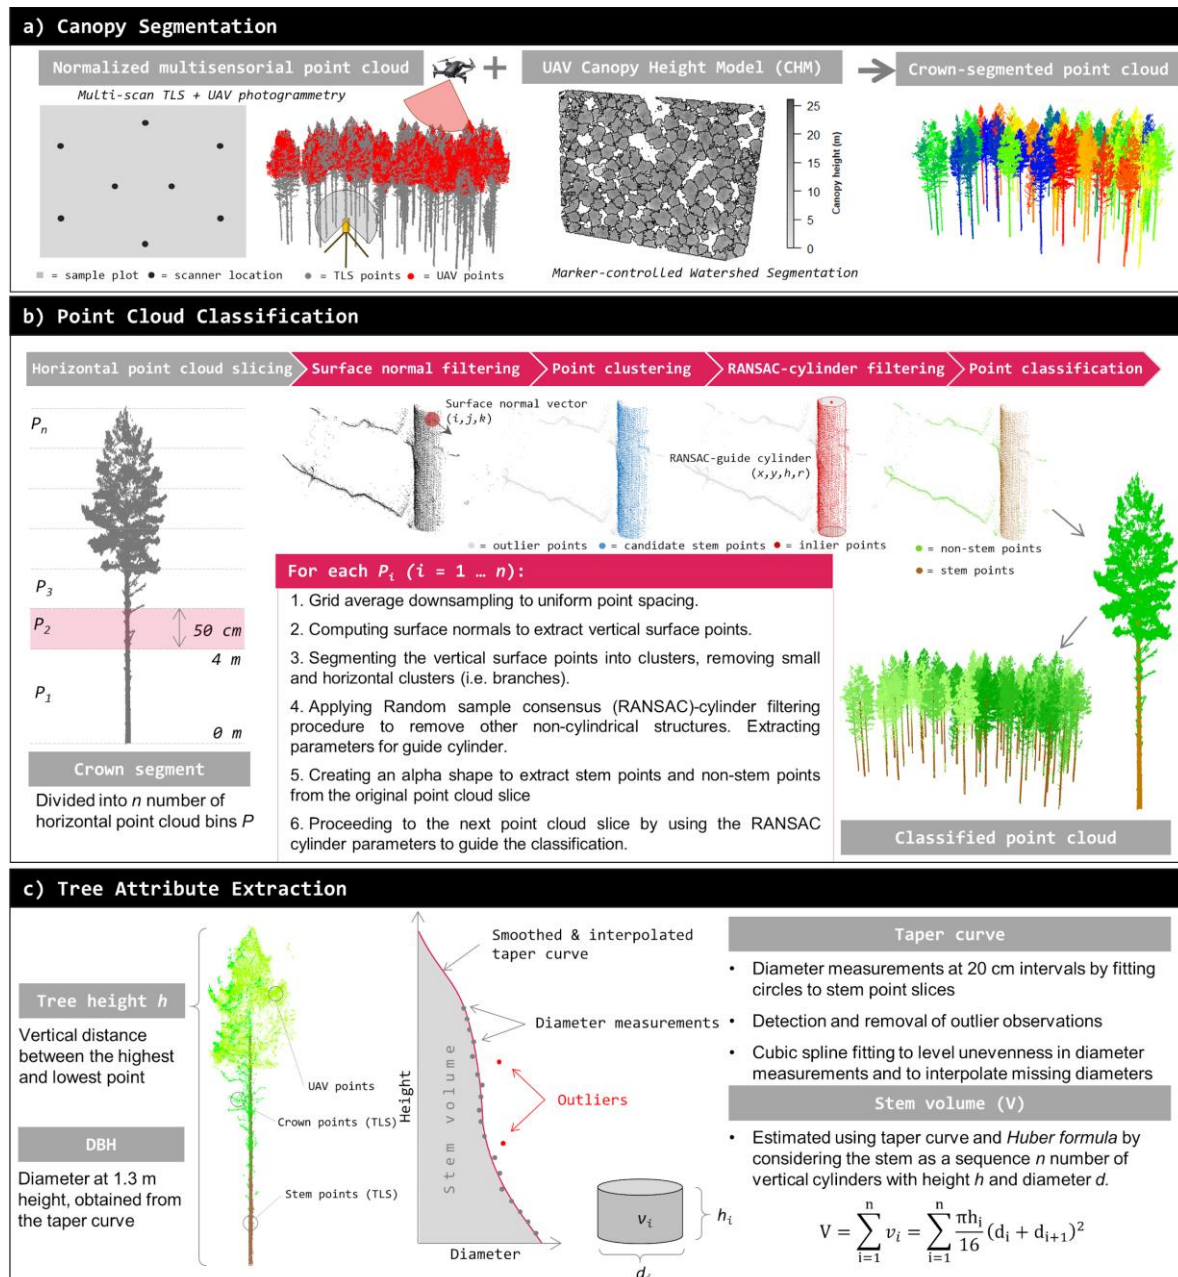 a) Canopy Segmentation
Normalized multisensorial point cloud
UAV Canopy Height Model (CHM)
Crown-segmented point cloud
Multi-scan TLS + UAV photogrammetry
25
20
15
10
5
0
Canopy height (m)
= sample plot
= scanner location
= TLS points
= UAV points
Marker-controlled Watershed Segmentation
b) Point Cloud Classification
Horizontal point cloud slicing
Surface normal filtering
Point clustering
RANSAC-cylinder filtering
Point classification
Pn
P3
P2
50 cm
4 m
P1
0 m
Crown segment
Divided into n number of
horizontal point cloud bins P
Surface normal vector
(i,j,k)
RANSAC-guide cylinder
(x,y,h,r)
= outlier points
= candidate stem points
= inlier points
= non-stem points
= stem points
For each Pi (i = 1 … n):
1. Grid average downsampling to uniform point spacing.
2. Computing surface normals to extract vertical surface points.
3. Segmenting the vertical surface points into clusters, removing small
and horizontal clusters (i.e. branches).
4. Applying Random sample consensus (RANSAC)-cylinder filtering
procedure to remove other non-cylindrical structures. Extracting
parameters for guide cylinder.
5. Creating an alpha shape to extract stem points and non-stem points
from the original point cloud slice
6. Proceeding to the next point cloud slice by using the RANSAC
cylinder parameters to guide the classification.
Classified point cloud
c) Tree Attribute Extraction
Tree height h
Vertical distance
between the highest
and lowest point
DBH
Diameter at 1.3 m
height, obtained from
the taper curve
UAV points
Crown points (TLS)
Stem points (TLS)
Smoothed & interpolated
taper curve
Diameter measurements
Outliers
Height
Stem volume
Diameter
vi
hi
di
Taper curve
• Diameter measurements at 20 cm intervals by fitting
circles to stem point slices
• Detection and removal of outlier observations
• Cubic spline fitting to level unevenness in diameter
measurements and to interpolate missing diameters
Stem volume (V)
• Estimated using taper curve and Huber formula by
considering the stem as a sequence n number of
vertical cylinders with height h and diameter d.
V = ∑_{i=1}^{n} v_i = ∑_{i=1}^{n} πh_i/16 (d_i + d_{i+1})²